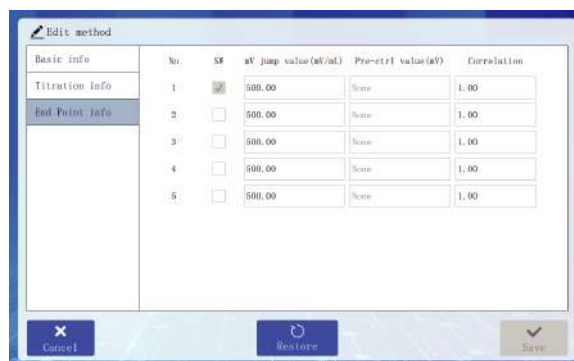 Edit method
Basic info
Titration info
End Point info
No SW mV jump value(mV/mL) Pre-ctrl value(mV) Correlation
1 500.00 None 1.00
2 500.00 None 1.00
3 500.00 None 1.00
4 500.00 None 1.00
5 500.00 None 1.00
Cancel Restore Save